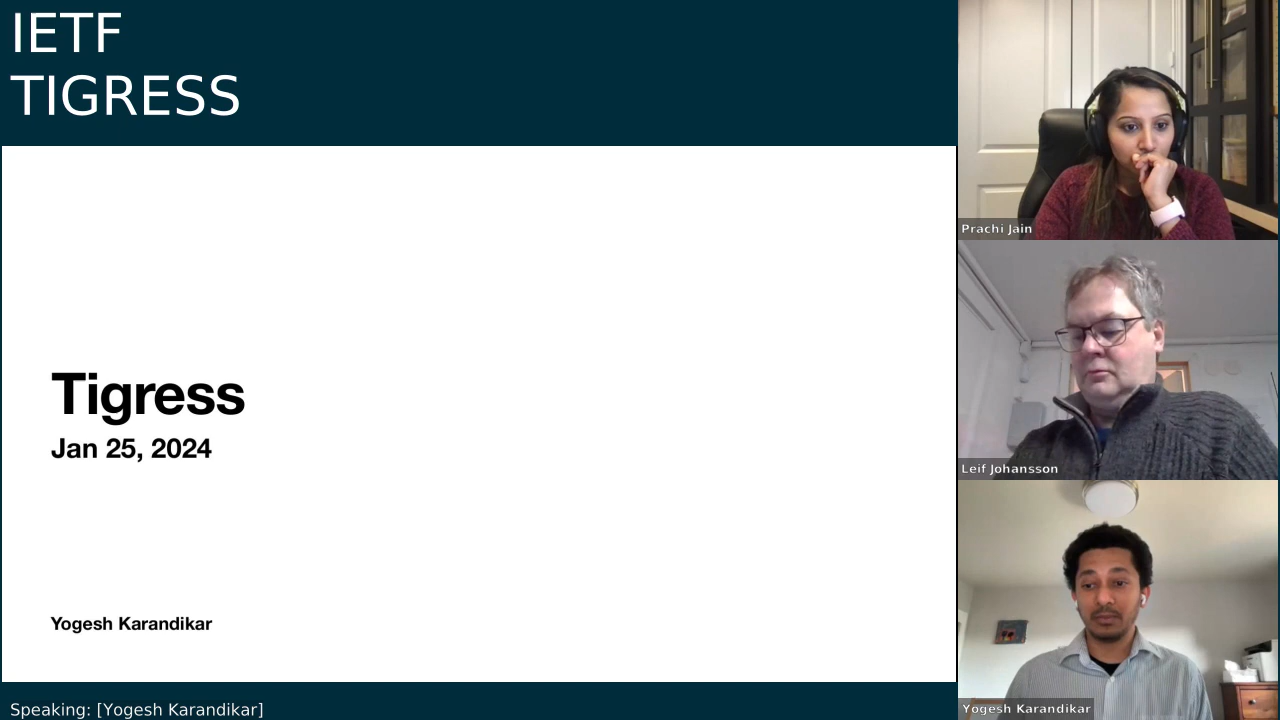 IETF
TIGRESS
Tigress
Jan 25, 2024
Yogesh Karandikar
Speaking: [Yogesh Karandikar]
Prachi Jain
Leif Johansson
Yogesh Karandikar